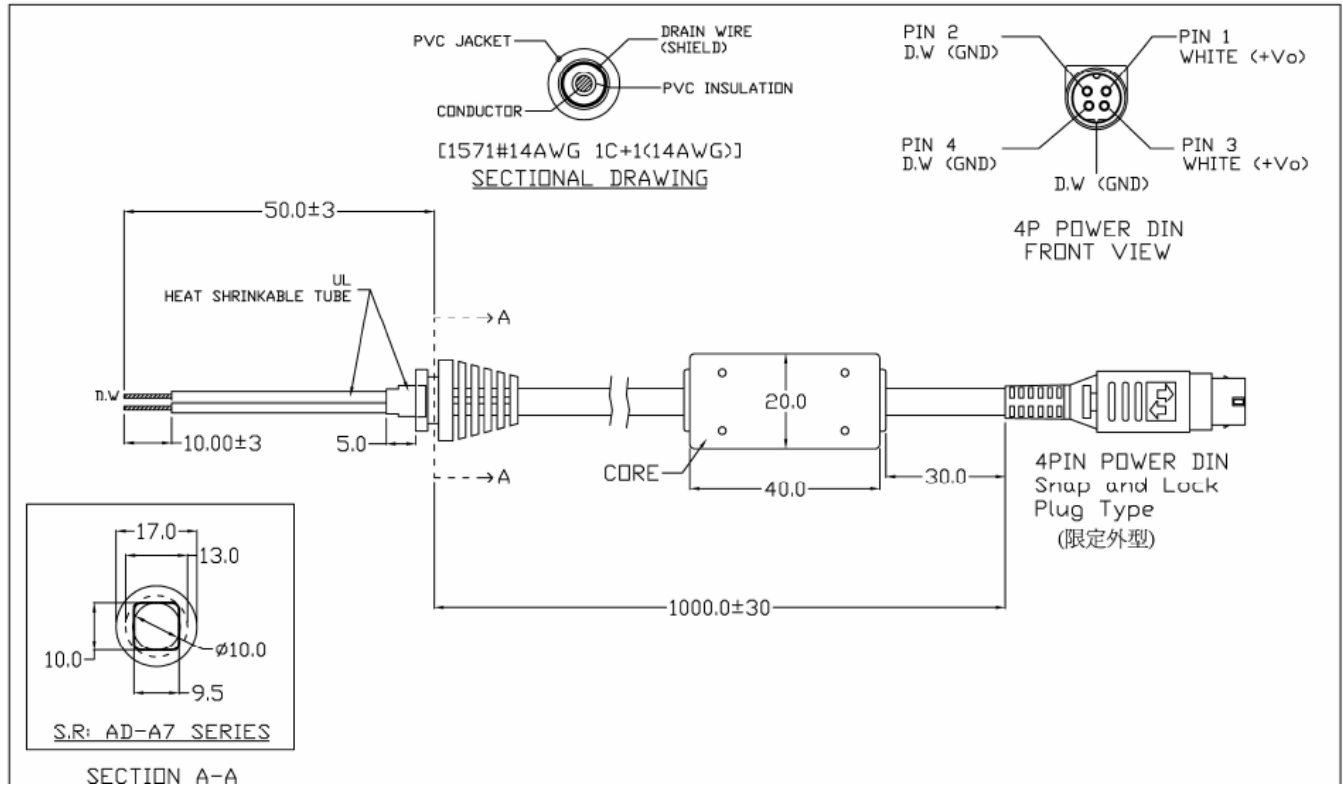 PVC JACKET
DRAIN WIRE
(SHIELD)
PVC INSULATION
CONDUCTOR
[1571#14AWG 1C+1(14AWG)]
SECTIONAL DRAWING
PIN 2
D.W (GND)
PIN 1
WHITE (+Vo)
PIN 4
D.W (GND)
PIN 3
WHITE (+Vo)
D.W (GND)
4P POWER DIN
FRONT VIEW
50.0±3
UL
HEAT SHRINKABLE TUBE
A
D.W
10.00±3
5.0
A
20.0
CORE
40.0
30.0
4PIN POWER DIN
Snap and Lock
Plug Type
(限定外型)
1000.0±30
17.0
13.0
10.0
ø10.0
9.5
S.R: AD-A7 SERIES
SECTION A-A